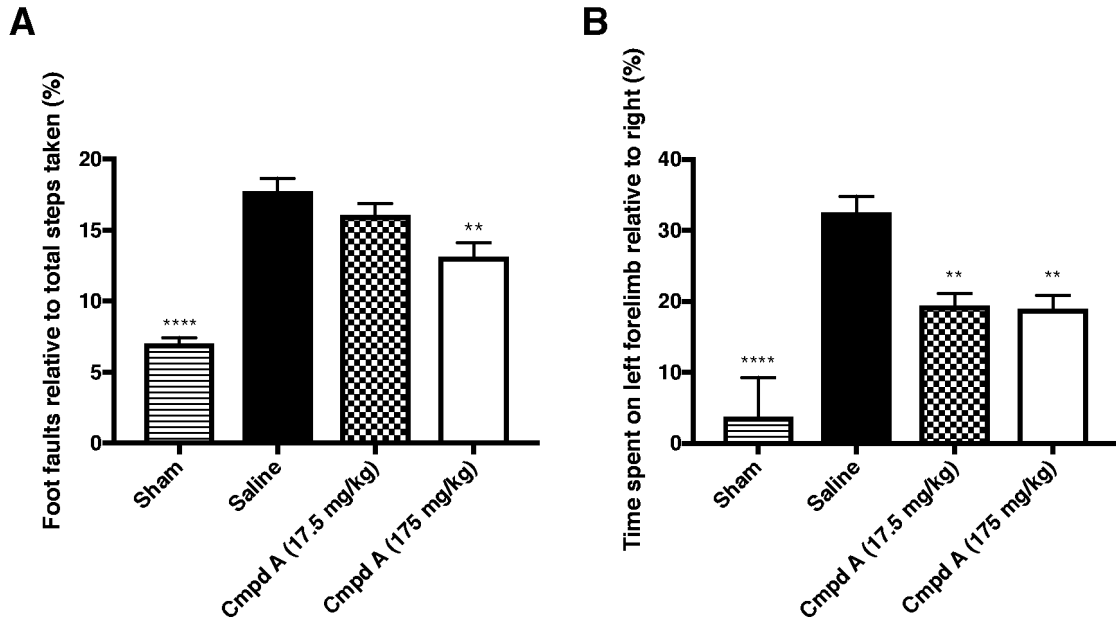 A
Foot faults relative to total steps taken (%)
20
15
10
5
0
****
**
Sham
Saline
Cmpd A (17.5 mg/kg)
Cmpd A (175 mg/kg)
B
Time spent on left forelimb relative to right (%)
40
30
20
10
0
****
**
**
Sham
Saline
Cmpd A (17.5 mg/kg)
Cmpd A (175 mg/kg)